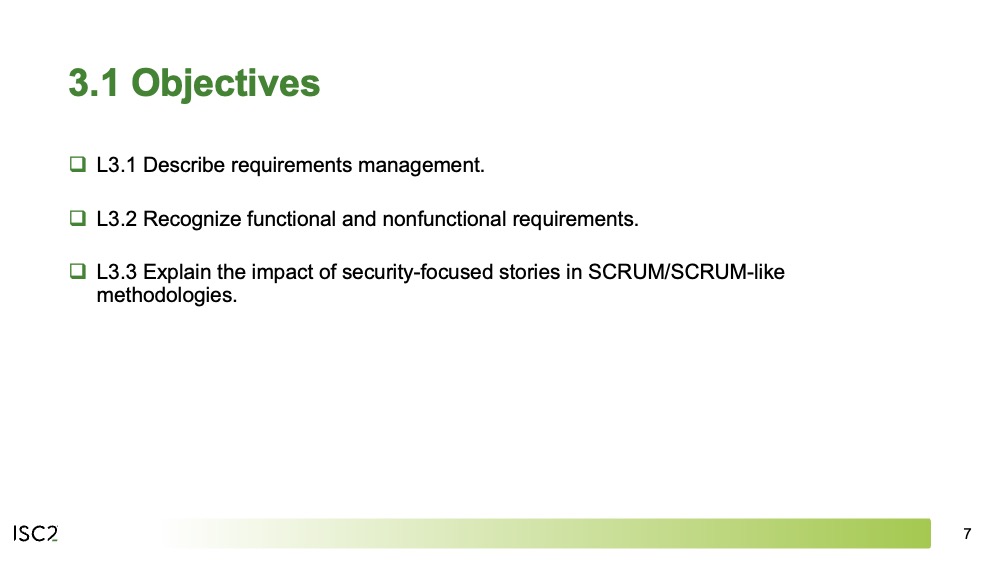 3.1 Objectives
❑ L3.1 Describe requirements management.
❑ L3.2 Recognize functional and nonfunctional requirements.
❑ L3.3 Explain the impact of security-focused stories in SCRUM/SCRUM-like
methodologies.
ISC2
7